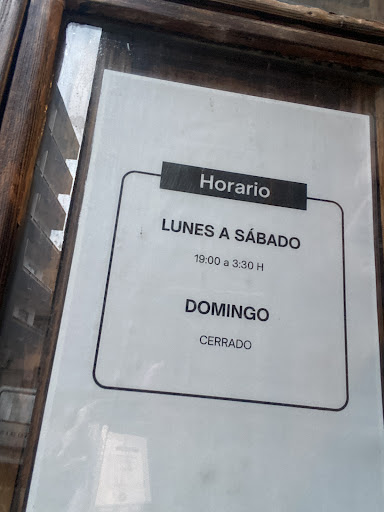 Horario
LUNES A SÁBADO
19:00 a 3:30 H
DOMINGO
CERRADO